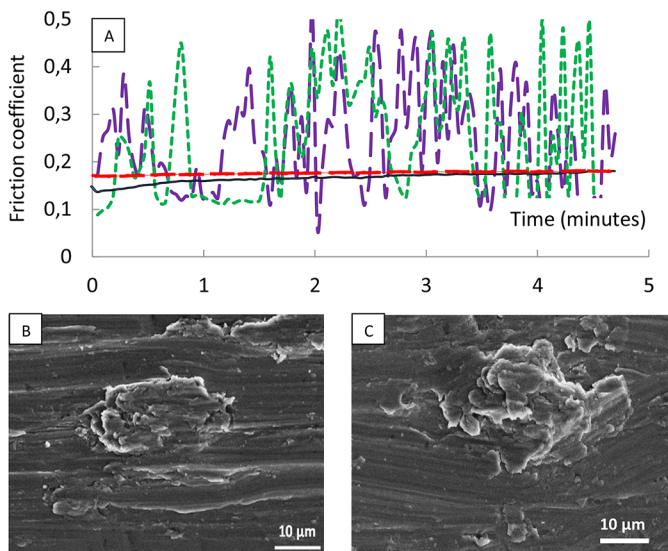 A
Friction coefficient
0,5
0,4
0,3
0,2
0,1
0
Time (minutes)
0 1 2 3 4 5
B
10 μm
C
10 μm